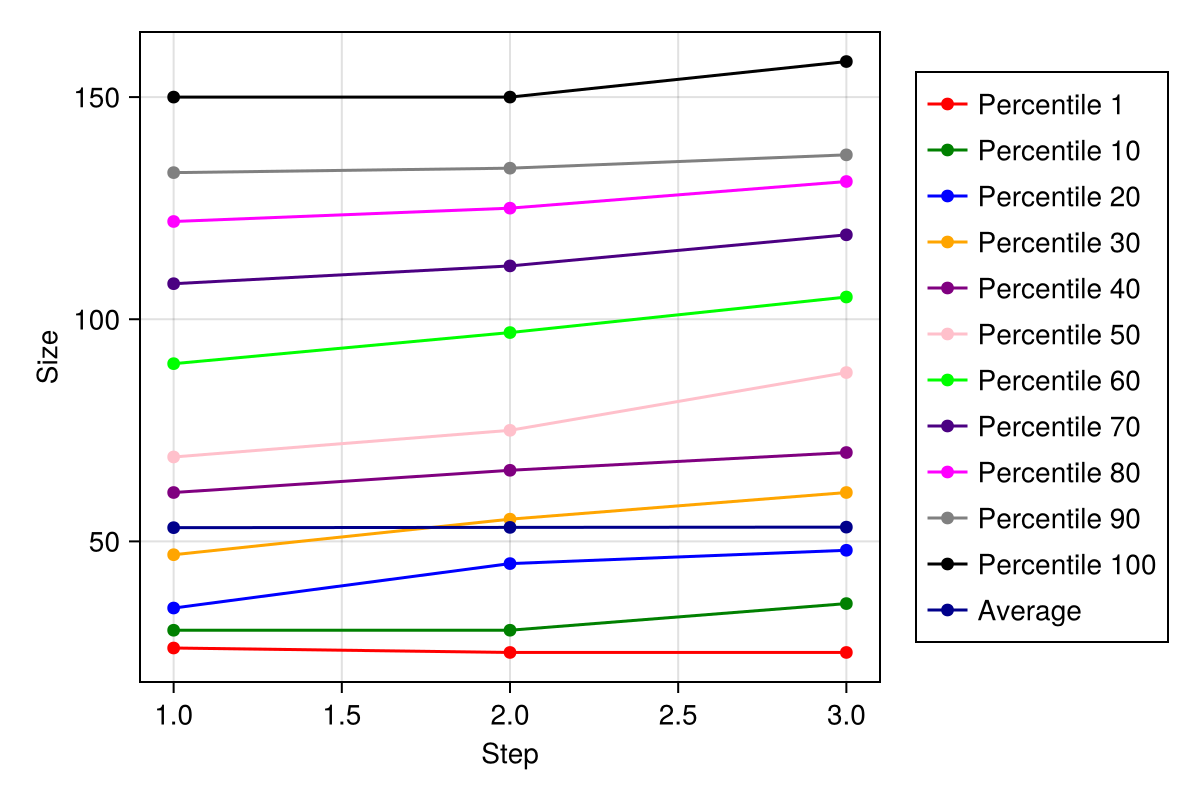 150
100
50
Size
1.0
1.5
2.0
2.5
3.0
Step
Percentile 1
Percentile 10
Percentile 20
Percentile 30
Percentile 40
Percentile 50
Percentile 60
Percentile 70
Percentile 80
Percentile 90
Percentile 100
Average